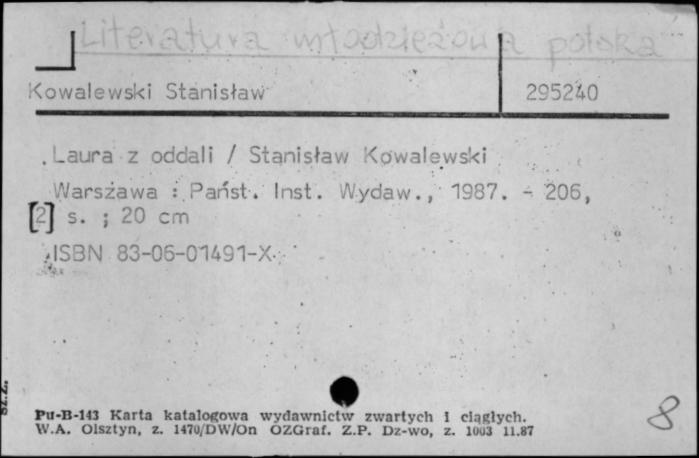 Literatura młodzieżowa polska
Kowalewski Stanisław 295240
Laura z oddali / Stanisław Kowalewski
Warszawa : Państ. Inst. Wydaw., 1987. - 206,
[2] s. ; 20 cm
ISBN 83-06-01491-X
Pu-B-143 Karta katalogowa wydawnictw zwartych i ciągłych.
W.A. Olsztyn, z. 1470/DW/On OZGraf. Z.P. Dz-wo, z. 1003 11.87
8